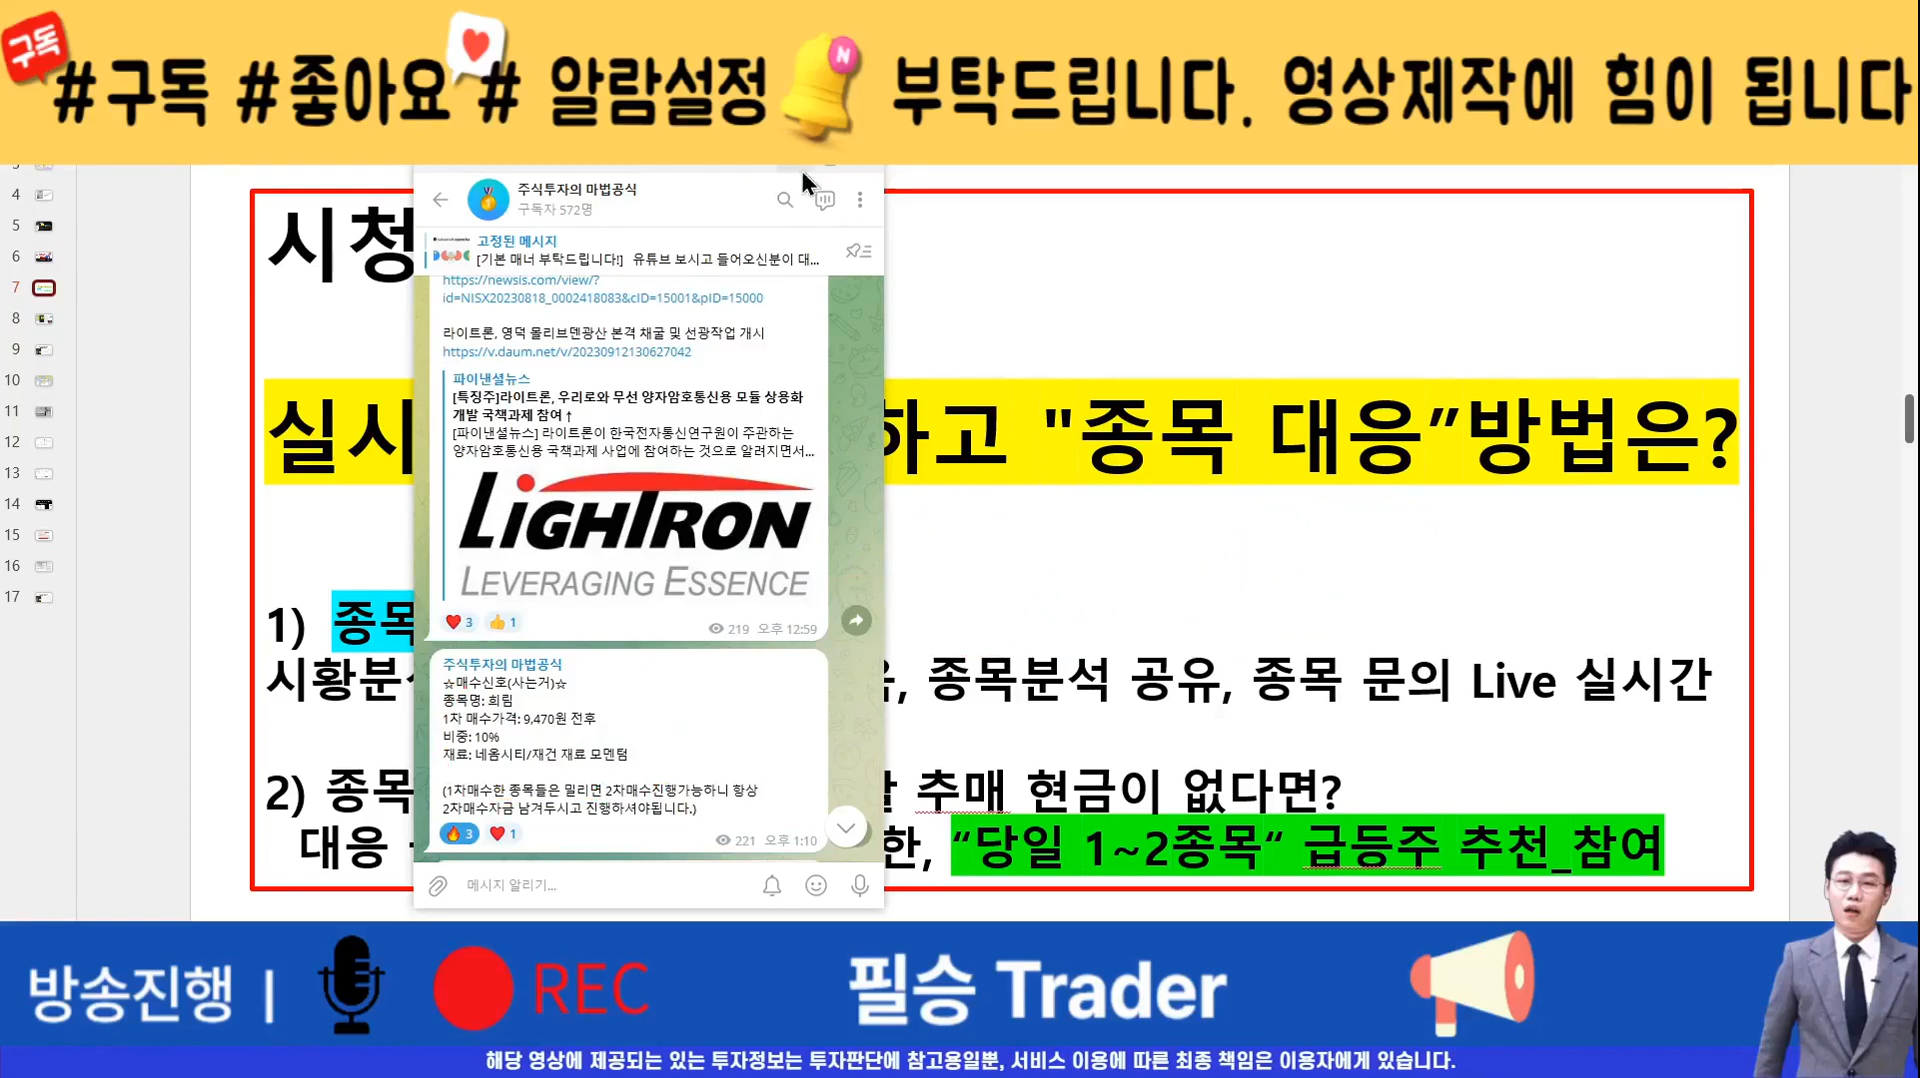 구독
#구독 #좋아요 # 알람설정 N 부탁드립니다. 영상제작에 힘이 됩니다
4
5
6
7
8
9
10
11
12
13
14
15
16
17
시청
실시
하고 "종목 대응”방법은?
1) 종목
시황분
, 종목분석 공유, 종목 문의 Live 실시간
2) 종목
추매 현금이 없다면?
대응
한, “당일 1~2종목“ 급등주 추천_참여
주식투자의 마법공식
구독자 572명
고정된 메시지
[기본 매너 부탁드립니다!] 유튜브 보시고 들어오신분이 대...
https://newsis.com/view/?
id=NISX20230818_0002418083&cID=15001&pID=15000
라이트론, 영덕 몰리브덴광산 본격 채굴 및 선광작업 개시
https://v.daum.net/v/20230912130627042
파이낸셜뉴스
[특징주]라이트론, 우리로와 무선 양자암호통신용 모듈 상용화
개발 국책과제 참여 ↑
[파이낸셜뉴스] 라이트론이 한국전자통신연구원이 주관하는
양자암호통신용 국책과제 사업에 참여하는 것으로 알려지면서...
LIGHTRON
LEVERAGING ESSENCE
3 1
219 오후 12:59
주식투자의 마법공식
☆매수신호(사는거)☆
종목명: 희림
1차 매수가격: 9,470원 전후
비중: 10%
재료: 네옴시티/재건 재료 모멘텀
(1차매수한 종목들은 밀리면 2차매수진행가능하니 항상
2차매수자금 남겨두시고 진행하셔야됩니다.)
3 1
221 오후 1:10
메시지 알리기...
방송진행 | REC 필승 Trader
해당 영상에 제공되는 있는 투자정보는 투자판단에 참고용일뿐, 서비스 이용에 따른 최종 책임은 이용자에게 있습니다.